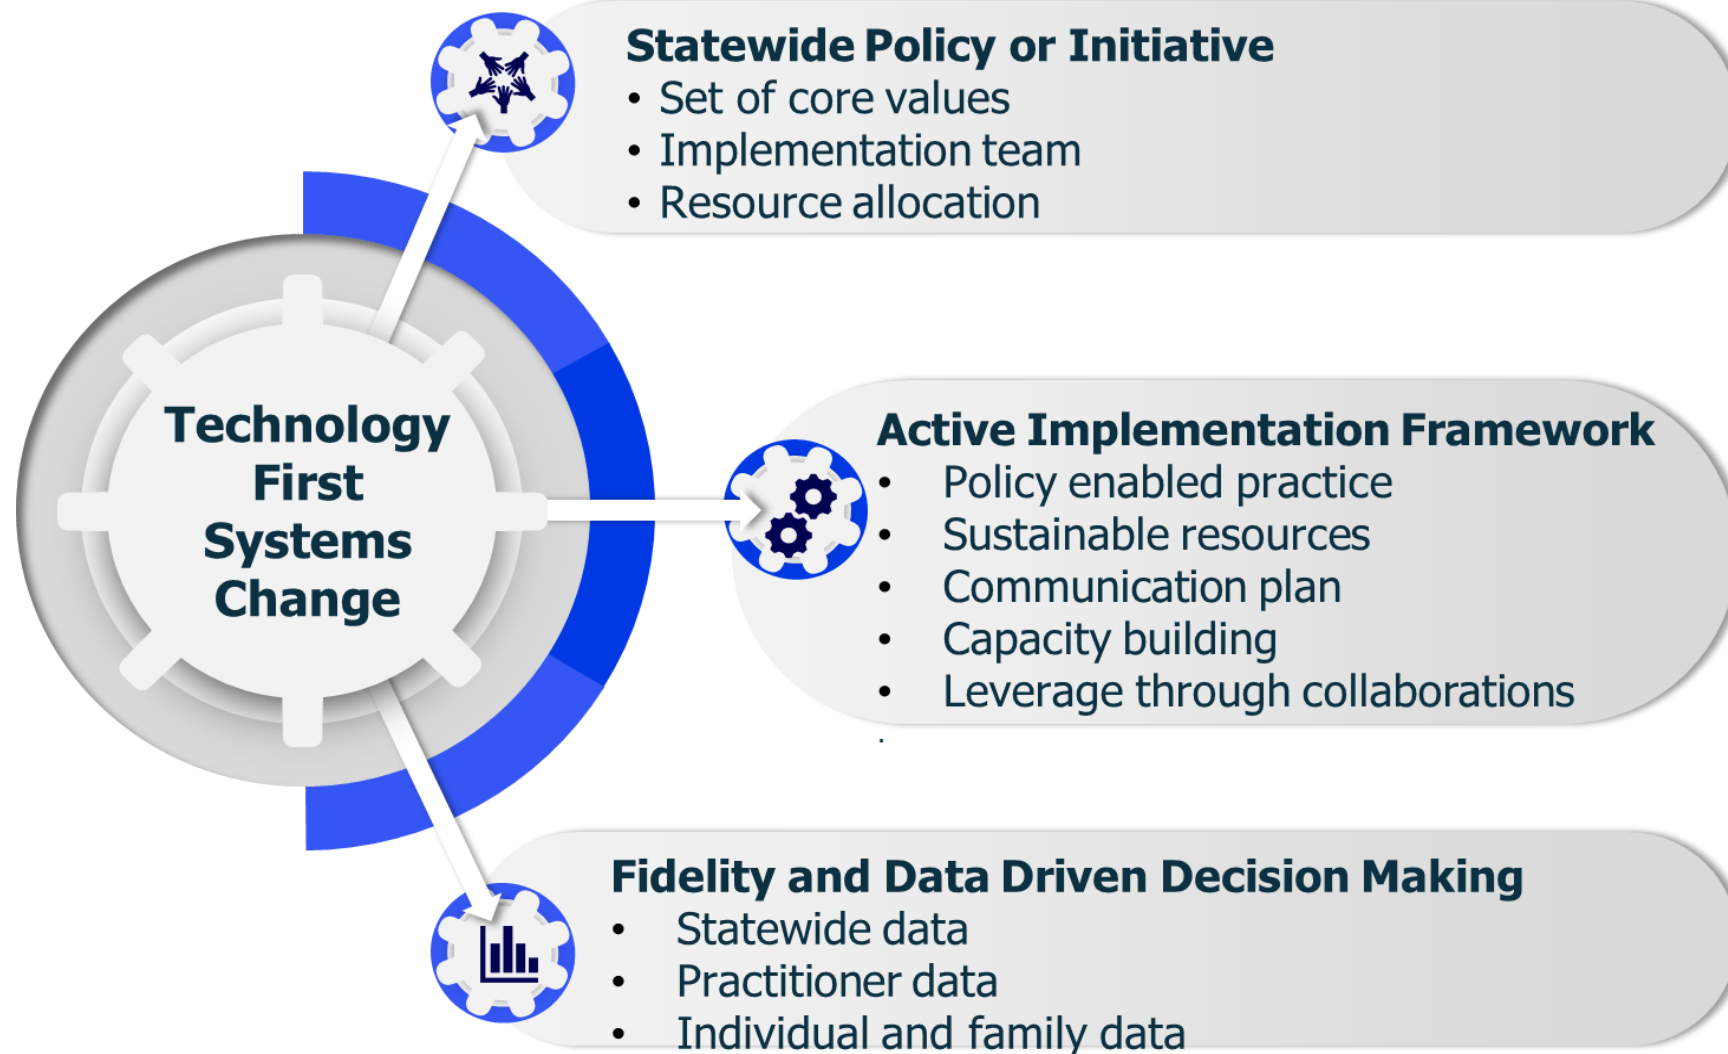 Statewide Policy or Initiative
• Set of core values
• Implementation team
• Resource allocation
Technology
First
Systems
Change
Active Implementation Framework
• Policy enabled practice
• Sustainable resources
• Communication plan
• Capacity building
• Leverage through collaborations
.
Fidelity and Data Driven Decision Making
• Statewide data
• Practitioner data
• Individual and family data